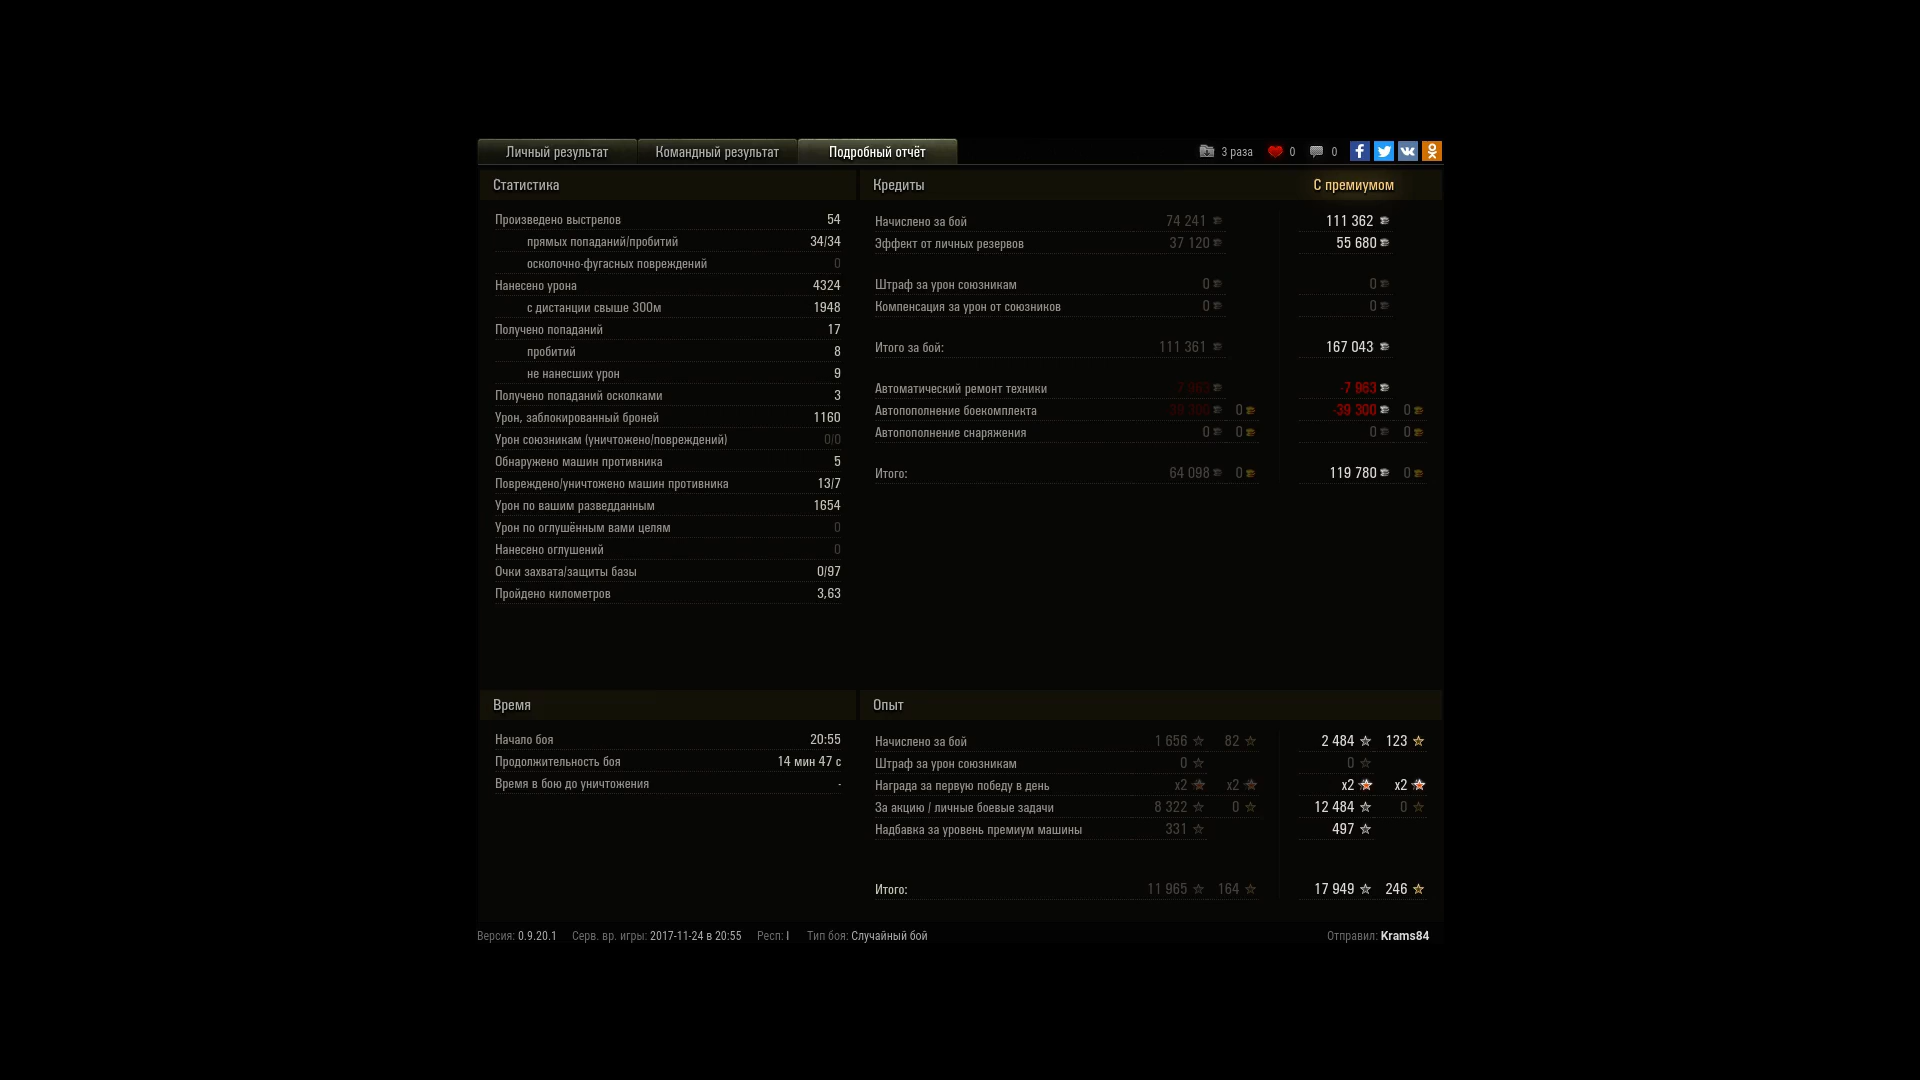 Личный результат Командный результат Подробный отчёт 3 раза 0 0
Статистика
Произведено выстрелов 54
прямых попаданий/пробитий 34/34
осколочно-фугасных повреждений 0
Нанесено урона 4324
с дистанции свыше 300м 1948
Получено попаданий 17
пробитий 8
не нанесших урон 9
Получено попаданий осколками 3
Урон, заблокированный броней 1160
Урон союзникам (уничтожено/повреждений) 0/0
Обнаружено машин противника 5
Повреждено/уничтожено машин противника 13/7
Урон по вашим разведданным 1654
Урон по оглушённым вами целям 0
Нанесено оглушений 0
Очки захвата/защиты базы 0/97
Пройдено километров 3,63
Кредиты С премиумом
Начислено за бой 74 241 111 362
Эффект от личных резервов 37 120 55 680
Штраф за урон союзникам 0 0
Компенсация за урон от союзников 0 0
Итого за бой: 111 361 167 043
Автоматический ремонт техники -7 963 -7 963
Автопополнение боекомплекта -39 300 0 -39 300 0
Автопополнение снаряжения 0 0 0 0
Итого: 64 098 0 119 780 0
Время
Начало боя 20:55
Продолжительность боя 14 мин 47 с
Время в бою до уничтожения -
Опыт
Начислено за бой 1 656 82 2 484 123
Штраф за урон союзникам 0 0
Награда за первую победу в день x2 x2 x2 x2
За акцию / личные боевые задачи 8 322 0 12 484 0
Надбавка за уровень премиум машины 331 497
Итого: 11 965 164 17 949 246
Версия: 0.9.20.1 Серв. вр. игры: 2017-11-24 в 20:55 Респ: I Тип боя: Случайный бой Отправил: Krams84